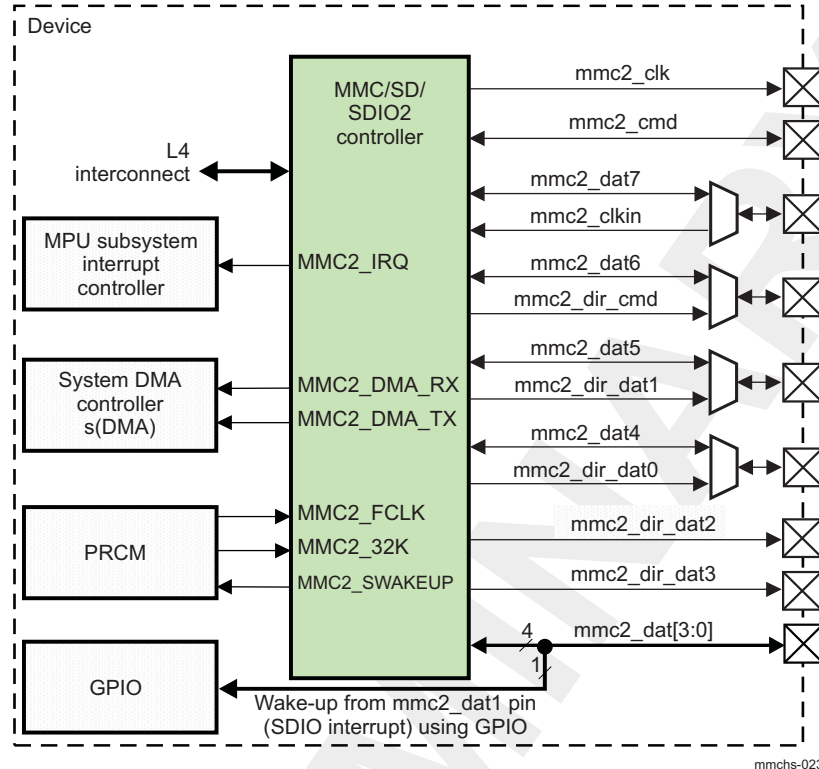 Device
MMC/SD/
SDIO2
controller
L4
interconnect
MPU subsystem
interrupt
controller
MMC2_IRQ
System DMA
controller
s(DMA)
MMC2_DMA_RX
MMC2_DMA_TX
PRCM
MMC2_FCLK
MMC2_32K
MMC2_SWAKEUP
GPIO
mmc2_clk
mmc2_cmd
mmc2_dat7
mmc2_clkin
mmc2_dat6
mmc2_dir_cmd
mmc2_dat5
mmc2_dir_dat1
mmc2_dat4
mmc2_dir_dat0
mmc2_dir_dat2
mmc2_dir_dat3
4
mmc2_dat[3:0]
1
Wake-up from mmc2_dat1 pin
(SDIO interrupt) using GPIO
mmchs-023